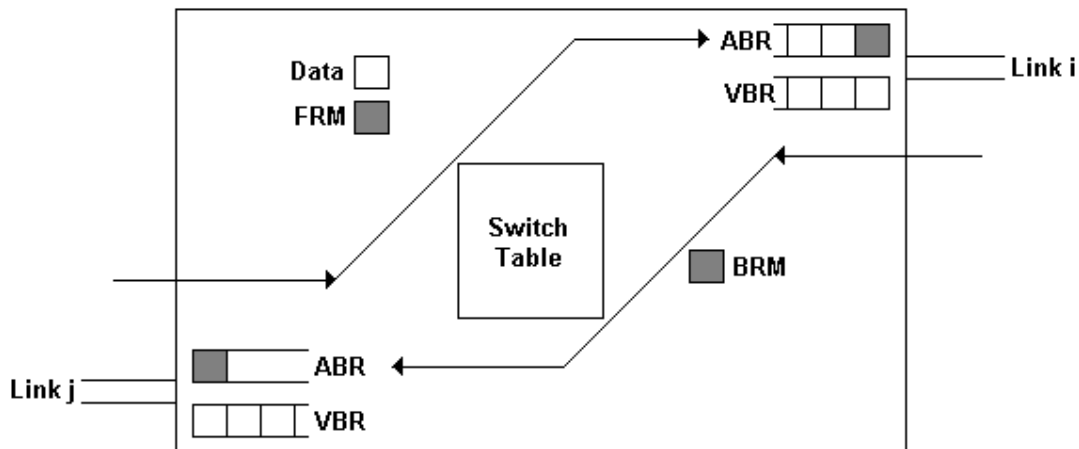 ABR
Link i
Data
VBR
FRM
Switch
Table
BRM
ABR
Link j
VBR